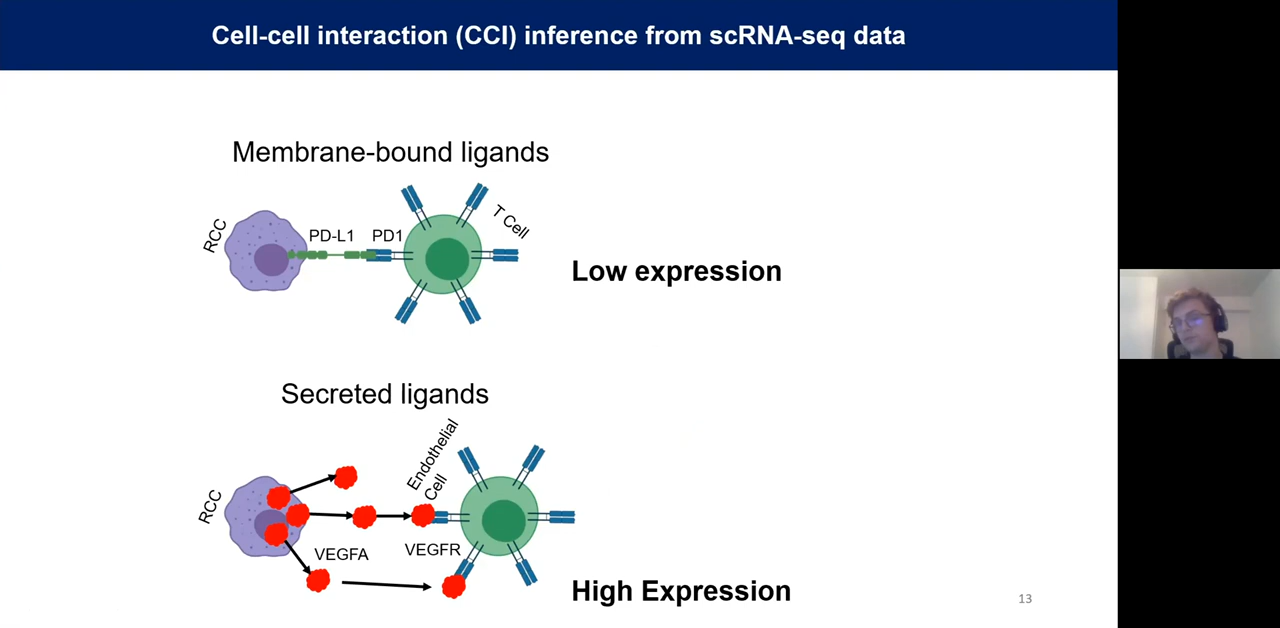 Cell-cell interaction (CCI) inference from scRNA-seq data
Membrane-bound ligands
RCC
PD-L1
PD1
T Cell
Low expression
Secreted ligands
RCC
VEGFA
VEGFR
Endothelial
Cell
High Expression
13